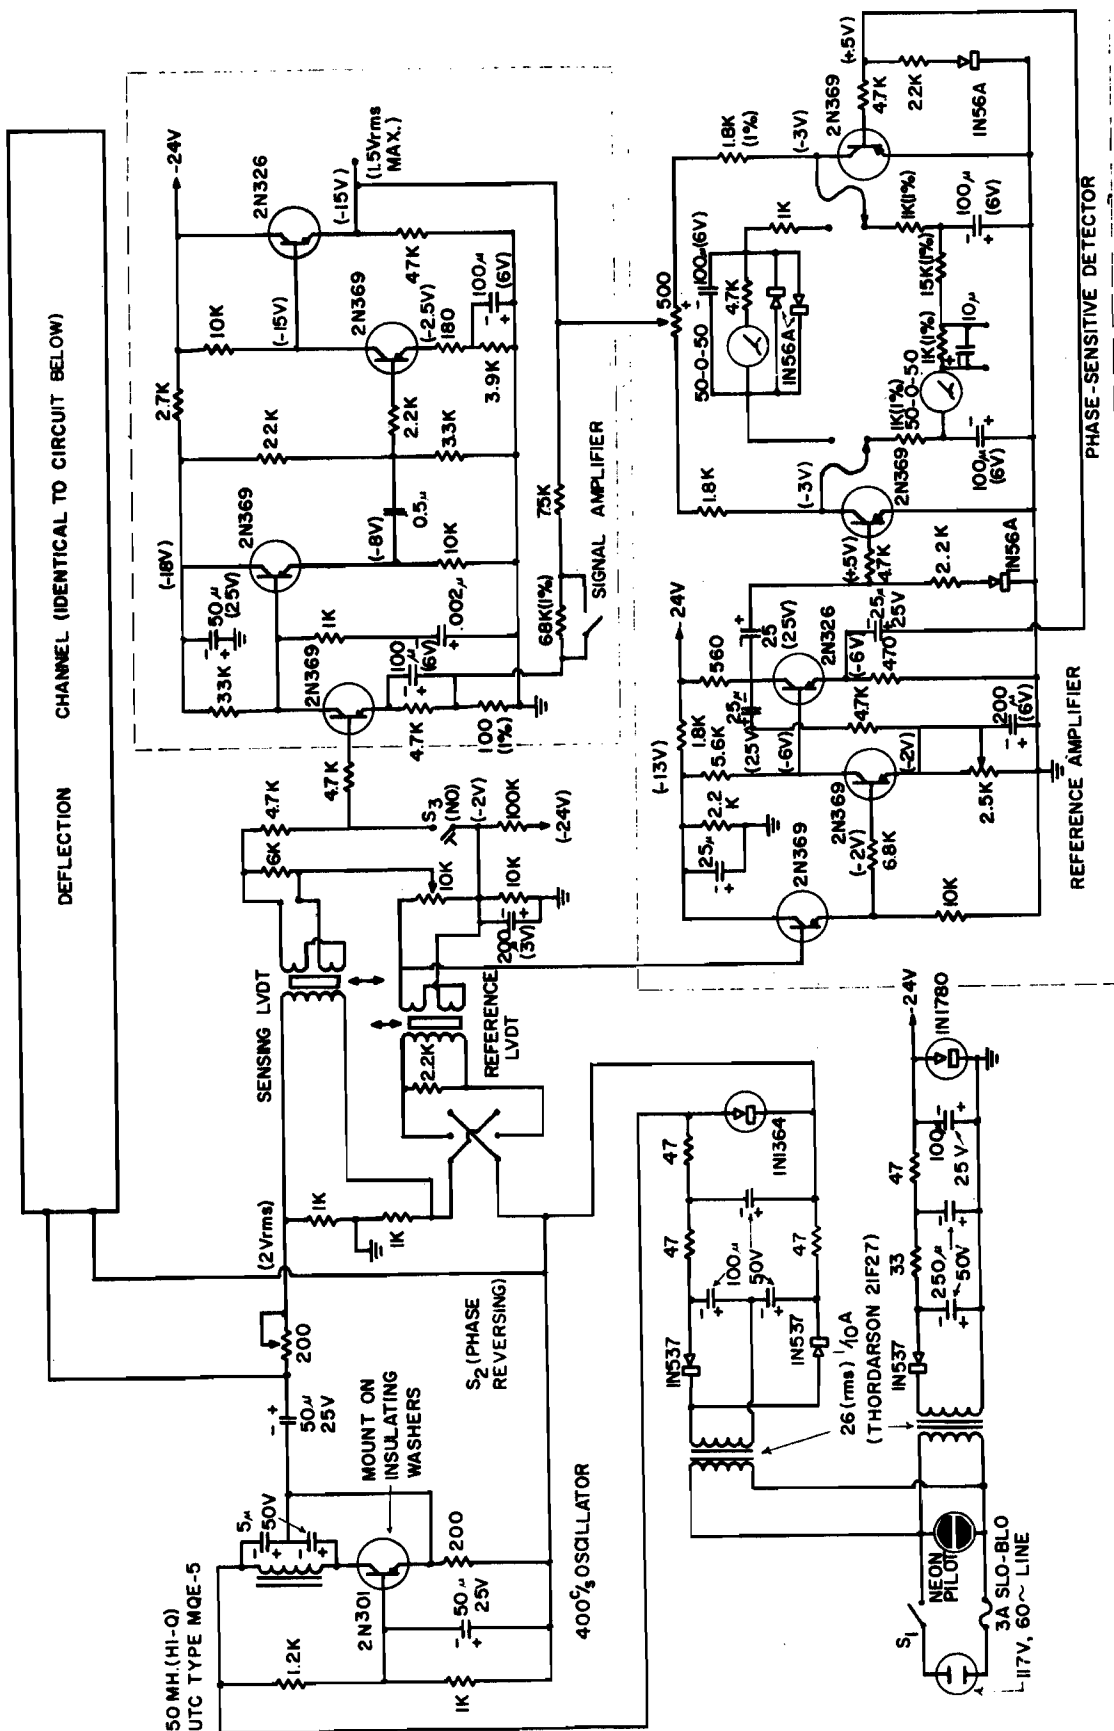 DEFLECTION CHANNEL (IDENTICAL TO CIRCUIT BELOW)
50 MH.(HI-Q)
UTC TYPE MQE-5
5µ
50V
1.2K
2N301
1K
50µ
25V
200
MOUNT ON
INSULATING
WASHERS
400 C/S OSCILLATOR
50µ
25V
200
(2Vrms)
1K
1K
S2 (PHASE
REVERSING)
SENSING LVDT
REFERENCE
LVDT
2.2K
4.7K
6K
10K
S3
(NO)
(-2V)
100K
(-24V)
10K
200
(3V)
4.7K
(-18V)
2.7K
-24V
33K
50µ
(25V)
2N369
2N369
1K
.002µ
100
(6V)
4.7K
100
(1%)
(-8V)
10K
0.5µ
22K
2.2K
33K
10K
(-15V)
2N369
(-2.5V)
180
3.9K
100µ
(6V)
2N326
(-15V)
47K
(1.5Vrms
MAX.)
68K(1%)
75K
SIGNAL AMPLIFIER
(-13V)
1.8K
-24V
25µ
2.2
K
5.6K
25µ
(25V)
560
25
(25V)
2N369
(-2V)
6.8K
10K
2N369
(-6V)
(-2V)
2.5K
4.7K
200
(6V)
2N326
(-6V)
470
25µ
25V
REFERENCE AMPLIFIER
500
1.8K
1.8K
(1%)
(-3V)
(-3V)
2N369
(+.5V)
4.7K
2.2K
1N56A
50-0-50
100µ(6V)
4.7K
1N56A
1K
1K(1%)
50-0-50
100µ
(6V)
1K(1%)
10µ
15K(1%)
1K(1%)
100µ
(6V)
2N369
(+.5V)
47K
22K
1N56A
PHASE-SENSITIVE DETECTOR
1N537
1N537
100µ
50V
47
47
47
1N1364
26(rms) 1/10A
(THORDARSON 21F27)
1N537
250µ
50V
33
47
100
25V
-24V
1N1780
S1
NEON
PILOT
3A SLO-BLO
117V, 60~ LINE